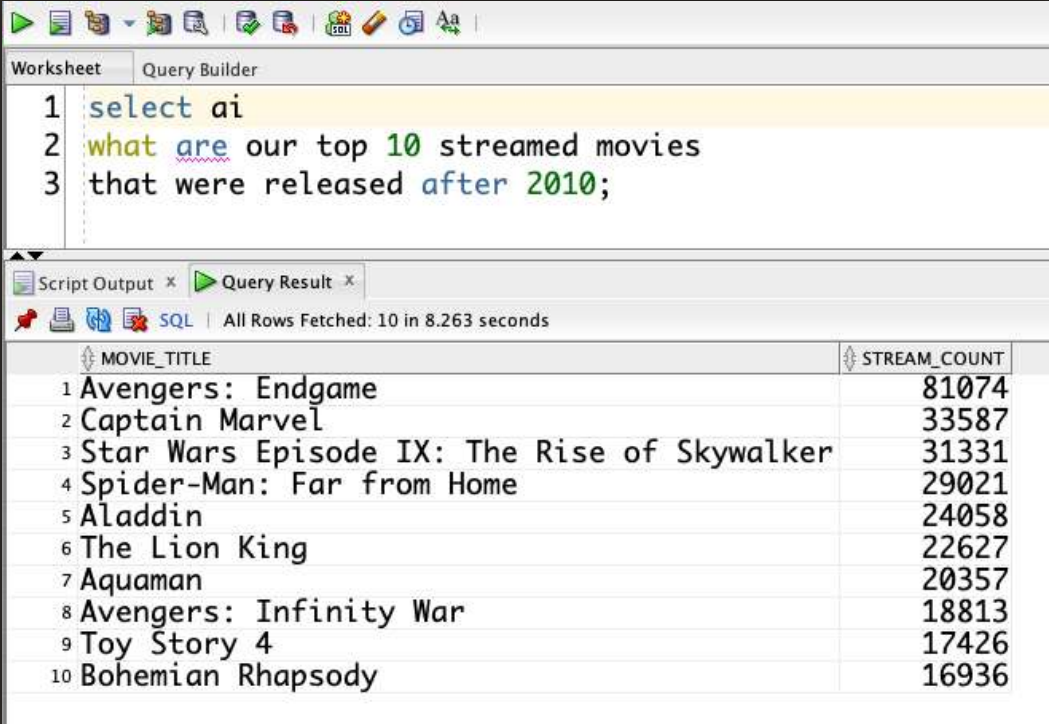 Worksheet Query Builder
1 select ai
2 what are our top 10 streamed movies
3 that were released after 2010;
Script Output x Query Result x
SQL All Rows Fetched: 10 in 8.263 seconds
MOVIE_TITLE STREAM_COUNT
1 Avengers: Endgame 81074
2 Captain Marvel 33587
3 Star Wars Episode IX: The Rise of Skywalker 31331
4 Spider-Man: Far from Home 29021
5 Aladdin 24058
6 The Lion King 22627
7 Aquaman 20357
8 Avengers: Infinity War 18813
9 Toy Story 4 17426
10 Bohemian Rhapsody 16936